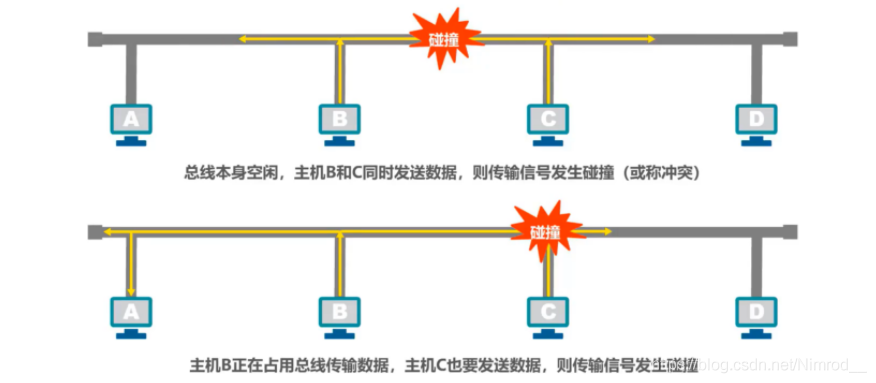 碰撞
A B C D
总线本身空闲，主机B和C同时发送数据，则传输信号发生碰撞（或称冲突）
碰撞
A B C D
主机B正在占用总线传输数据，主机C也要发送数据，则传输信号发生碰撞
https://blog.csdn.net/Nimrod__